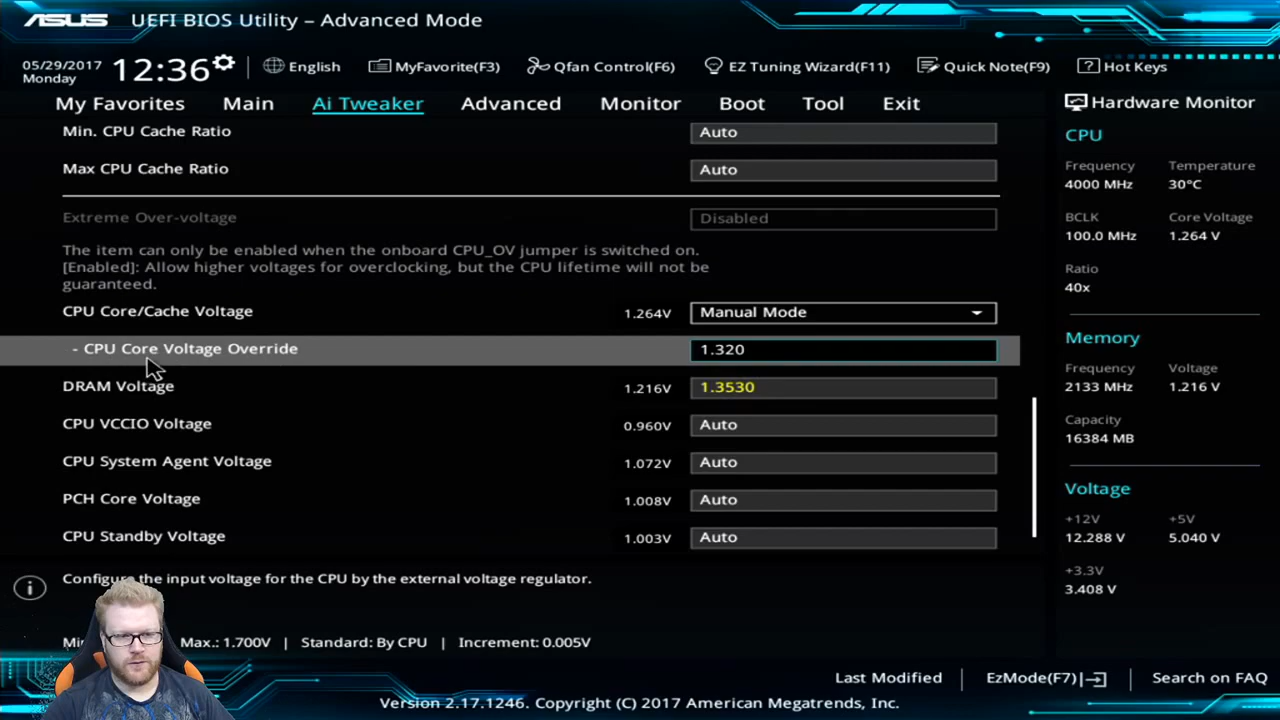 ASUS UEFI BIOS Utility – Advanced Mode
05/29/2017
Monday
12:36
English
MyFavorite(F3)
Qfan Control(F6)
EZ Tuning Wizard(F11)
Quick Note(F9)
? Hot Keys
My Favorites
Main
Ai Tweaker
Advanced
Monitor
Boot
Tool
Exit
Min. CPU Cache Ratio Auto
Max CPU Cache Ratio Auto
Extreme Over-voltage Disabled
The item can only be enabled when the onboard CPU_OV jumper is switched on.
[Enabled]: Allow higher voltages for overclocking, but the CPU lifetime will not be
guaranteed.
CPU Core/Cache Voltage 1.264V Manual Mode
- CPU Core Voltage Override 1.320
DRAM Voltage 1.216V 1.3530
CPU VCCIO Voltage 0.960V Auto
CPU System Agent Voltage 1.072V Auto
PCH Core Voltage 1.008V Auto
CPU Standby Voltage 1.003V Auto
Configure the input voltage for the CPU by the external voltage regulator.
Max.: 1.700V | Standard: By CPU | Increment: 0.005V
Hardware Monitor
CPU
Frequency Temperature
4000 MHz 30°C
BCLK Core Voltage
100.0 MHz 1.264 V
Ratio
40x
Memory
Frequency Voltage
2133 MHz 1.216 V
Capacity
16384 MB
Voltage
+12V +5V
12.288 V 5.040 V
+3.3V
3.408 V
Last Modified
EzMode(F7)
Search on FAQ
Version 2.17.1246. Copyright (C) 2017 American Megatrends, Inc.